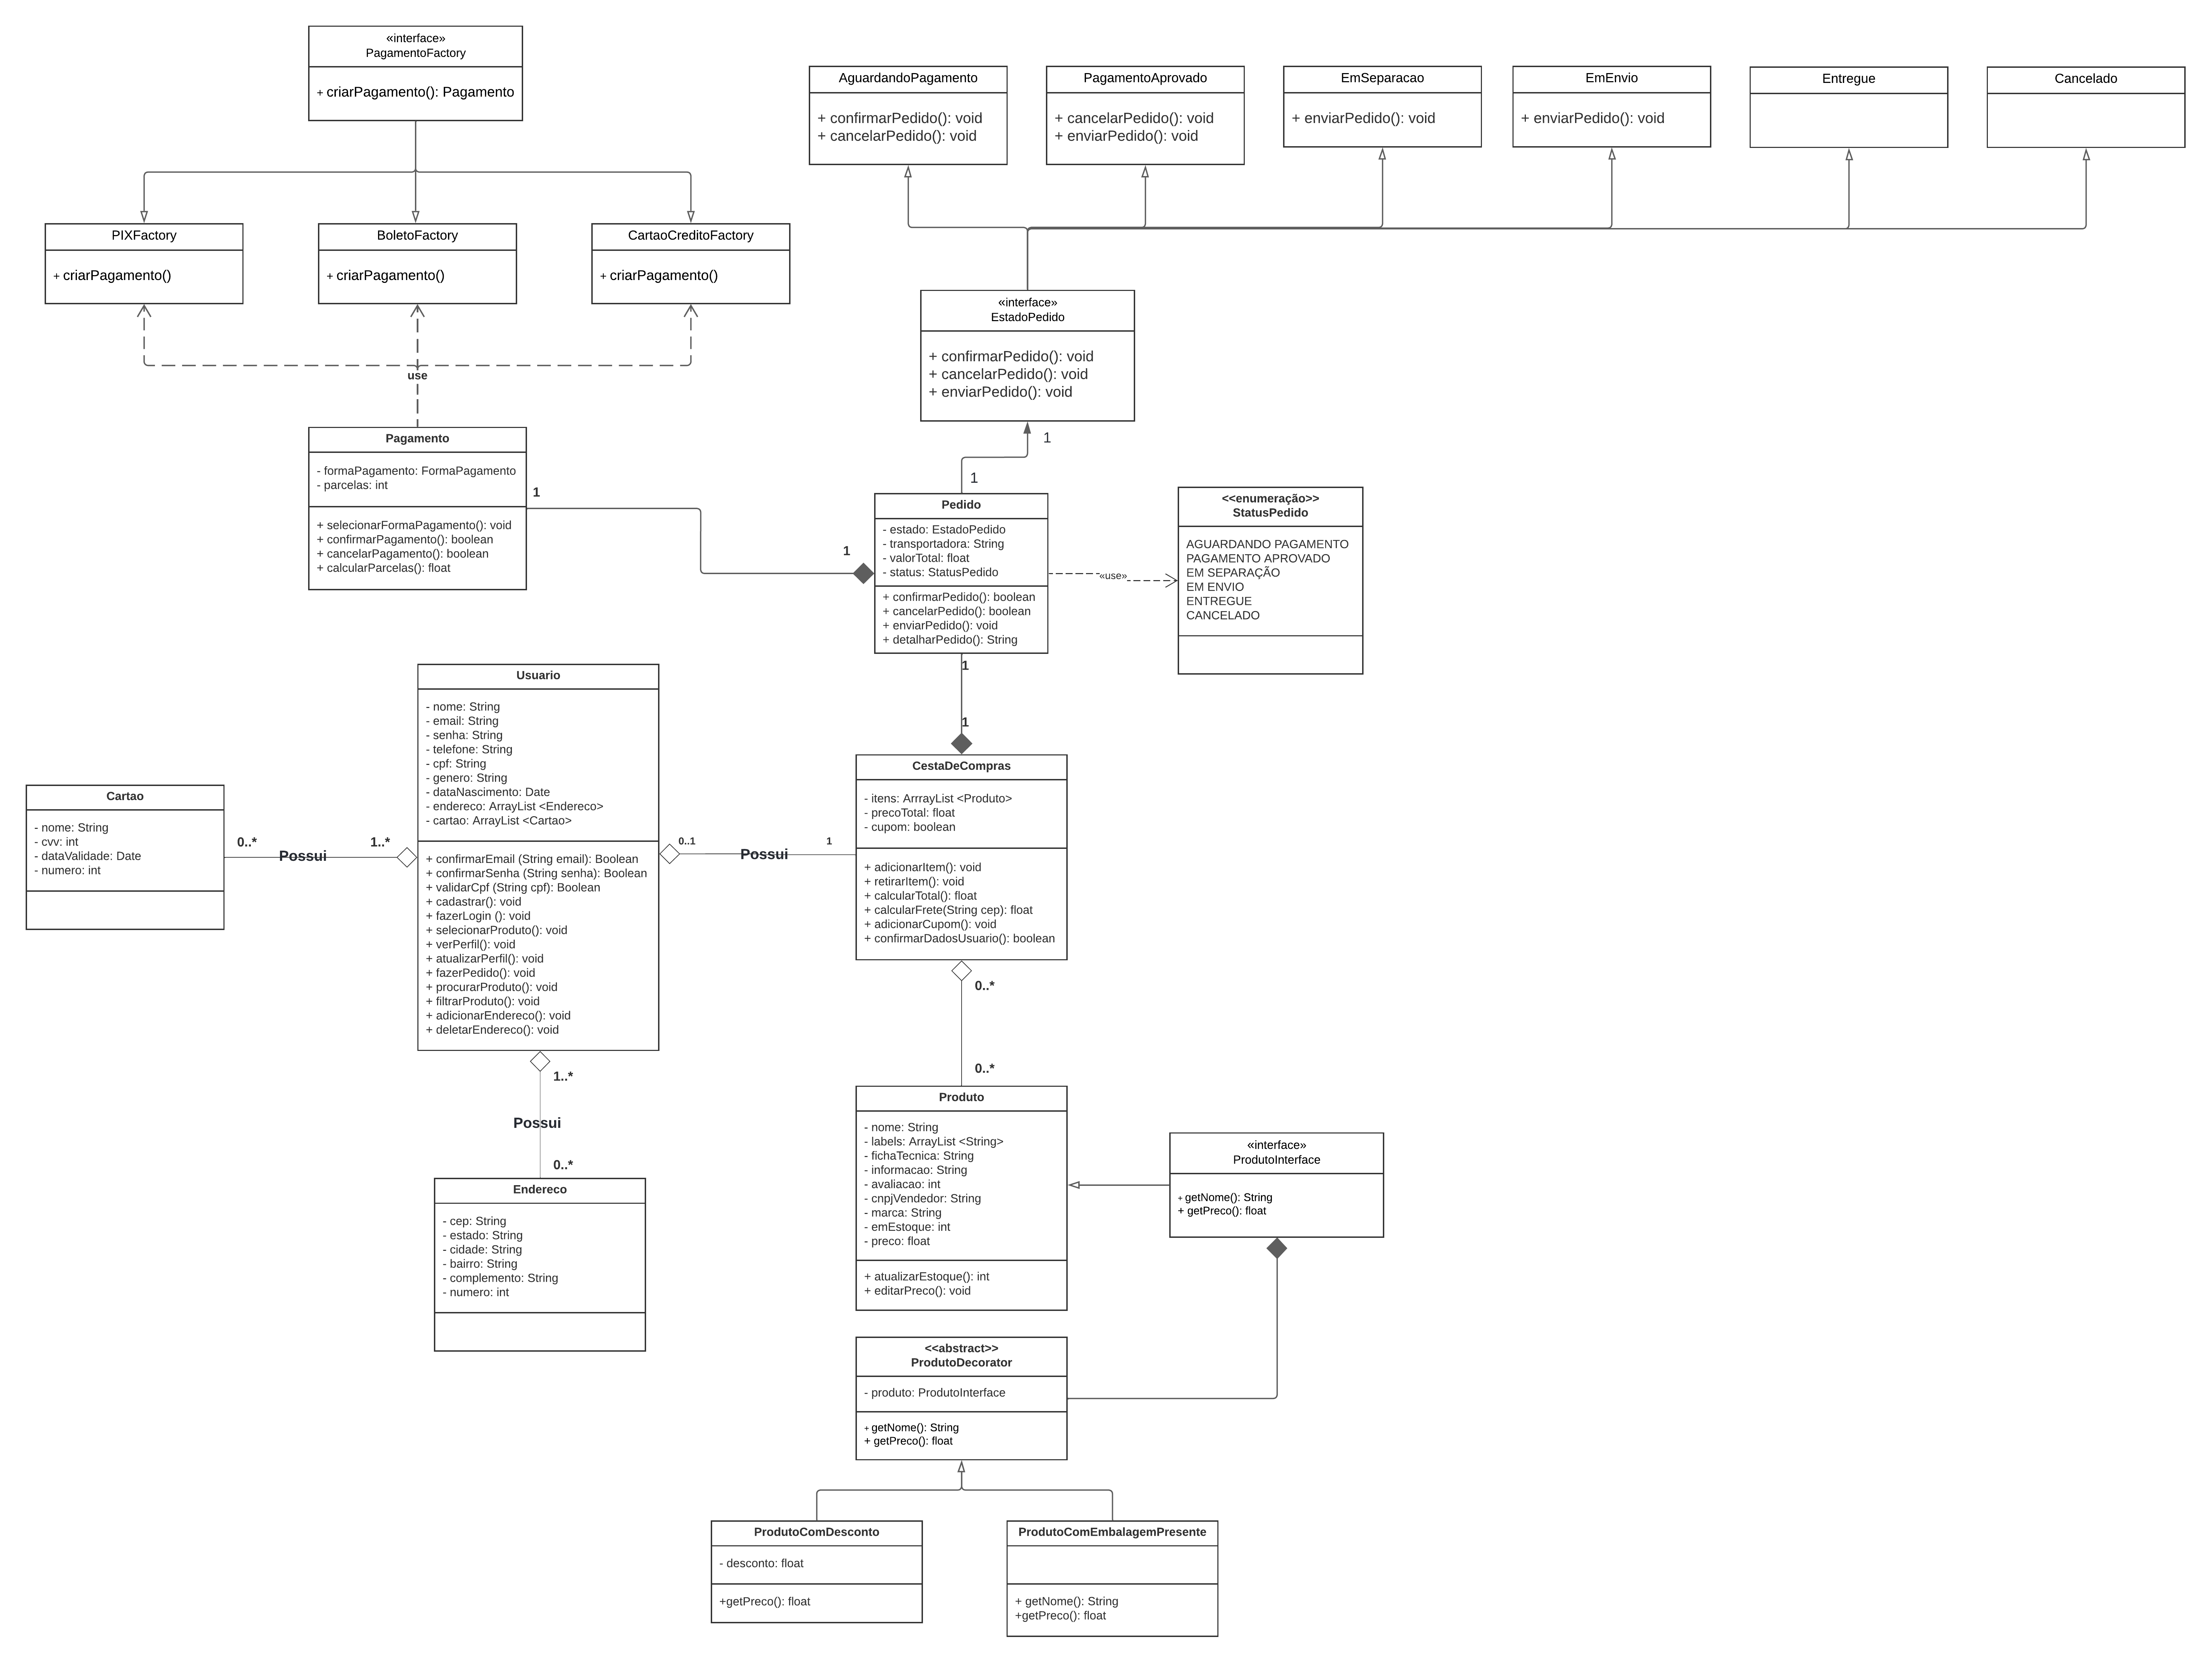 «interface»
PagamentoFactory
+ criarPagamento(): Pagamento
AguardandoPagamento
+ confirmarPedido(): void
+ cancelarPedido(): void
PagamentoAprovado
+ cancelarPedido(): void
+ enviarPedido(): void
EmSeparacao
+ enviarPedido(): void
EmEnvio
+ enviarPedido(): void
Entregue
Cancelado
PIXFactory
+ criarPagamento()
BoletoFactory
+ criarPagamento()
CartaoCreditoFactory
+ criarPagamento()
«interface»
EstadoPedido
+ confirmarPedido(): void
+ cancelarPedido(): void
+ enviarPedido(): void
use
1
1
Pagamento
- formaPagamento: FormaPagamento
- parcelas: int
+ selecionarFormaPagamento(): void
+ confirmarPagamento(): boolean
+ cancelarPagamento(): boolean
+ calcularParcelas(): float
1
1
Pedido
- estado: EstadoPedido
- transportadora: String
- valorTotal: float
- status: StatusPedido
+ confirmarPedido(): boolean
+ cancelarPedido(): boolean
+ enviarPedido(): void
+ detalharPedido(): String
«use»
<<enumeração>>
StatusPedido
AGUARDANDO PAGAMENTO
PAGAMENTO APROVADO
EM SEPARAÇÃO
EM ENVIO
ENTREGUE
CANCELADO
1
1
Usuario
- nome: String
- email: String
- senha: String
- telefone: String
- cpf: String
- genero: String
- dataNascimento: Date
- endereco: ArrayList <Endereco>
- cartao: ArrayList <Cartao>
+ confirmarEmail (String email): Boolean
+ confirmarSenha (String senha): Boolean
+ validarCpf (String cpf): Boolean
+ cadastrar(): void
+ fazerLogin (): void
+ selecionarProduto(): void
+ verPerfil(): void
+ atualizarPerfil(): void
+ fazerPedido(): void
+ procurarProduto(): void
+ filtrarProduto(): void
+ adicionarEndereco(): void
+ deletarEndereco(): void
Cartao
- nome: String
- cvv: int
- dataValidade: Date
- numero: int
0..*
Possui
1..*
0..1
Possui
1
CestaDeCompras
- itens: ArrrayList <Produto>
- precoTotal: float
- cupom: boolean
+ adicionarItem(): void
+ retirarItem(): void
+ calcularTotal(): float
+ calcularFrete(String cep): float
+ adicionarCupom(): void
+ confirmarDadosUsuario(): boolean
0..*
0..*
1..*
Possui
0..*
Endereco
- cep: String
- estado: String
- cidade: String
- bairro: String
- complemento: String
- numero: int
Produto
- nome: String
- labels: ArrayList <String>
- fichaTecnica: String
- informacao: String
- avaliacao: int
- cnpjVendedor: String
- marca: String
- emEstoque: int
- preco: float
+ atualizarEstoque(): int
+ editarPreco(): void
«interface»
ProdutoInterface
+ getNome(): String
+ getPreco(): float
<<abstract>>
ProdutoDecorator
- produto: ProdutoInterface
+ getNome(): String
+ getPreco(): float
ProdutoComDesconto
- desconto: float
+getPreco(): float
ProdutoComEmbalagemPresente
+ getNome(): String
+getPreco(): float